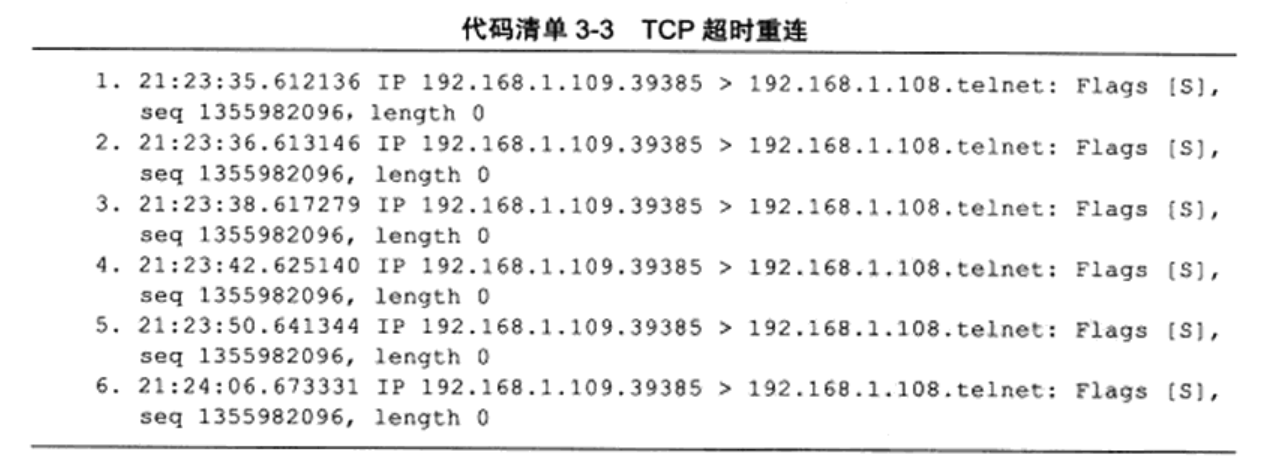 代码清单 3-3 TCP 超时重连
1. 21:23:35.612136 IP 192.168.1.109.39385 > 192.168.1.108.telnet: Flags [S],
seq 1355982096, length 0
2. 21:23:36.613146 IP 192.168.1.109.39385 > 192.168.1.108.telnet: Flags [S],
seq 1355982096, length 0
3. 21:23:38.617279 IP 192.168.1.109.39385 > 192.168.1.108.telnet: Flags [S],
seq 1355982096, length 0
4. 21:23:42.625140 IP 192.168.1.109.39385 > 192.168.1.108.telnet: Flags [S],
seq 1355982096, length 0
5. 21:23:50.641344 IP 192.168.1.109.39385 > 192.168.1.108.telnet: Flags [S],
seq 1355982096, length 0
6. 21:24:06.673331 IP 192.168.1.109.39385 > 192.168.1.108.telnet: Flags [S],
seq 1355982096, length 0